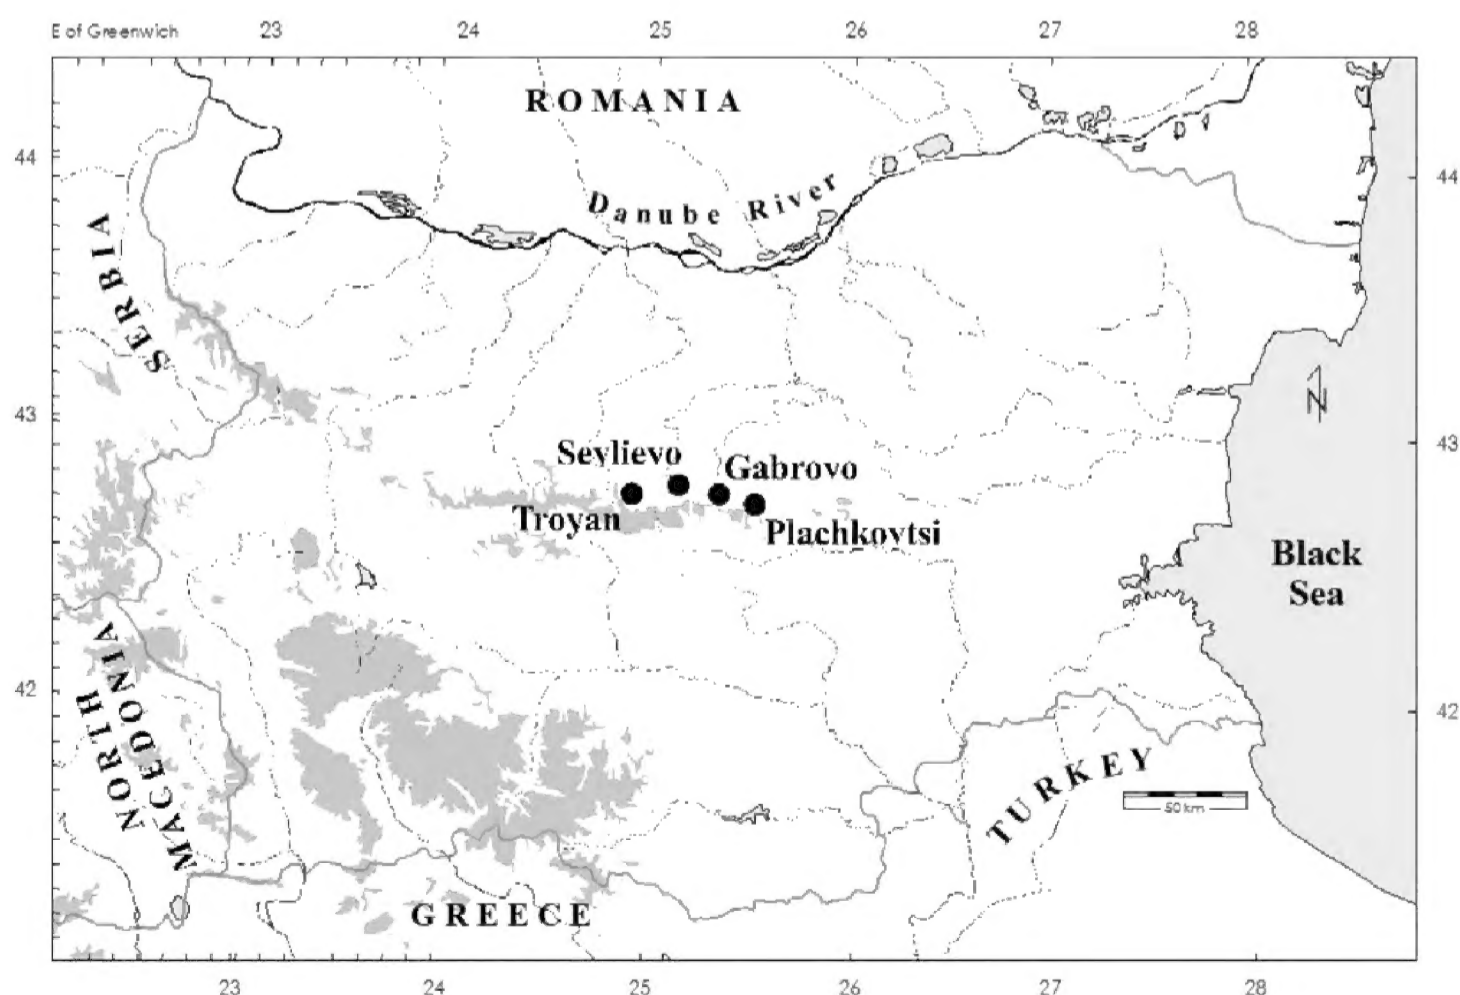 E of Greenwich 23 24 25 26 27 28
ROMANIA
44
44
Danube River
SERBIA
N
43
43
Sevlievo
Gabrovo
Troyan
Plachkovtsi
Black
Sea
42
42
NORTH
MACEDONIA
TURKEY
50 km
GREECE
23 24 25 26 27 28